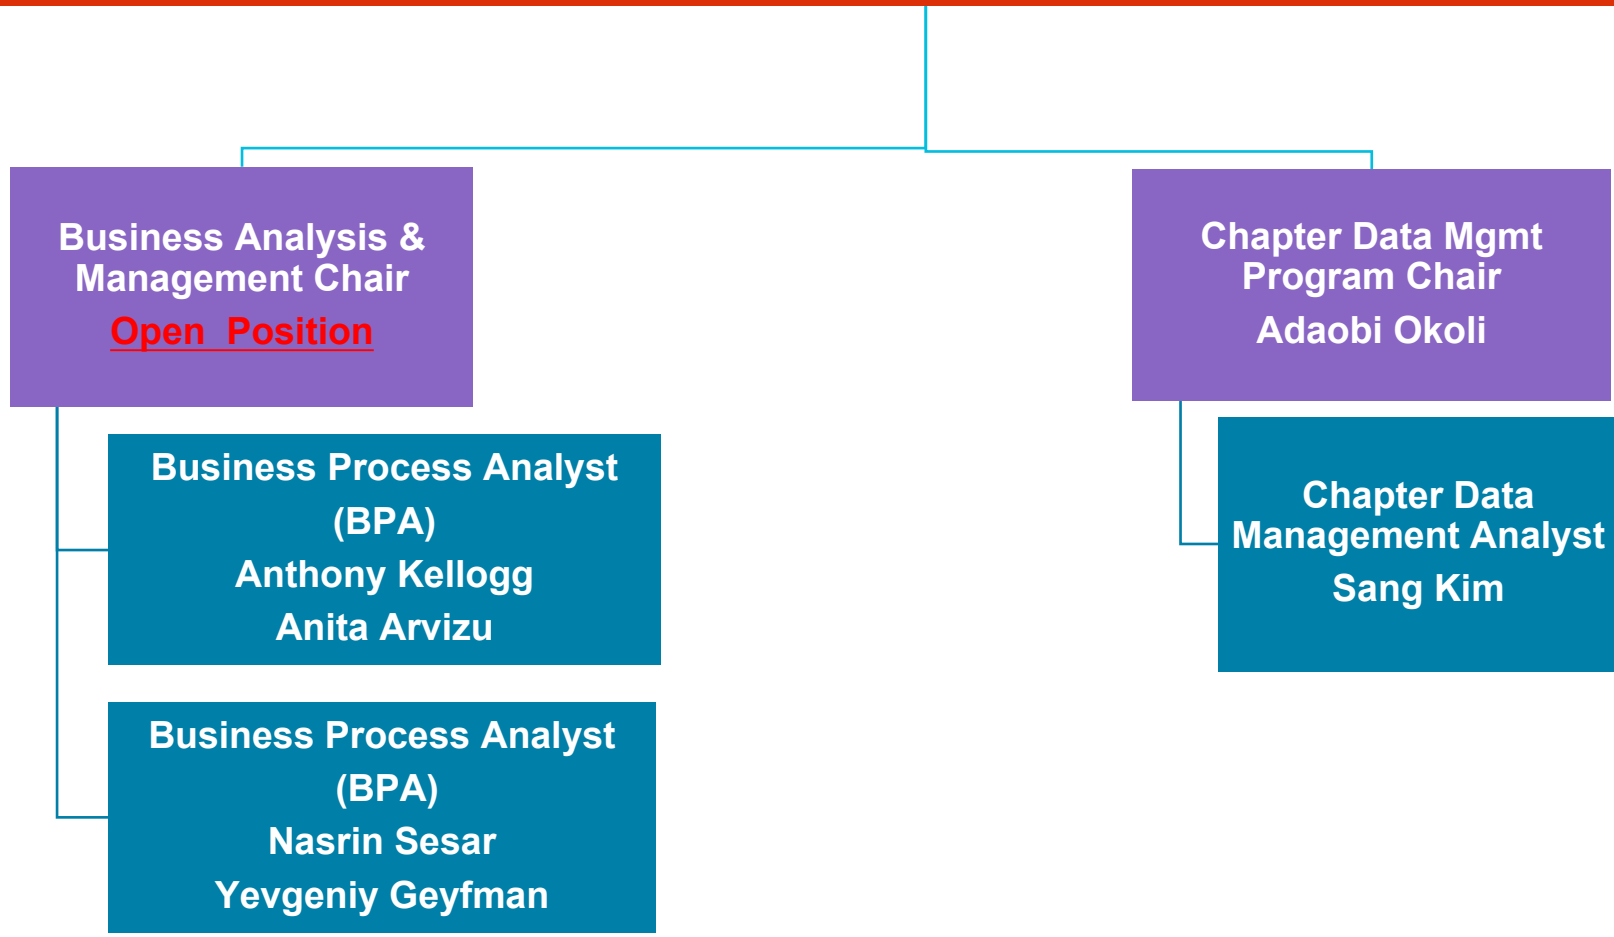 Business Analysis &
Management Chair
Open  Position
Business Process Analyst
(BPA)
Anthony Kellogg
Anita Arvizu
Business Process Analyst
(BPA)
Nasrin Sesar
Yevgeniy Geyfman
Chapter Data Mgmt
Program Chair
Adaobi Okoli
Chapter Data
Management Analyst
Sang Kim